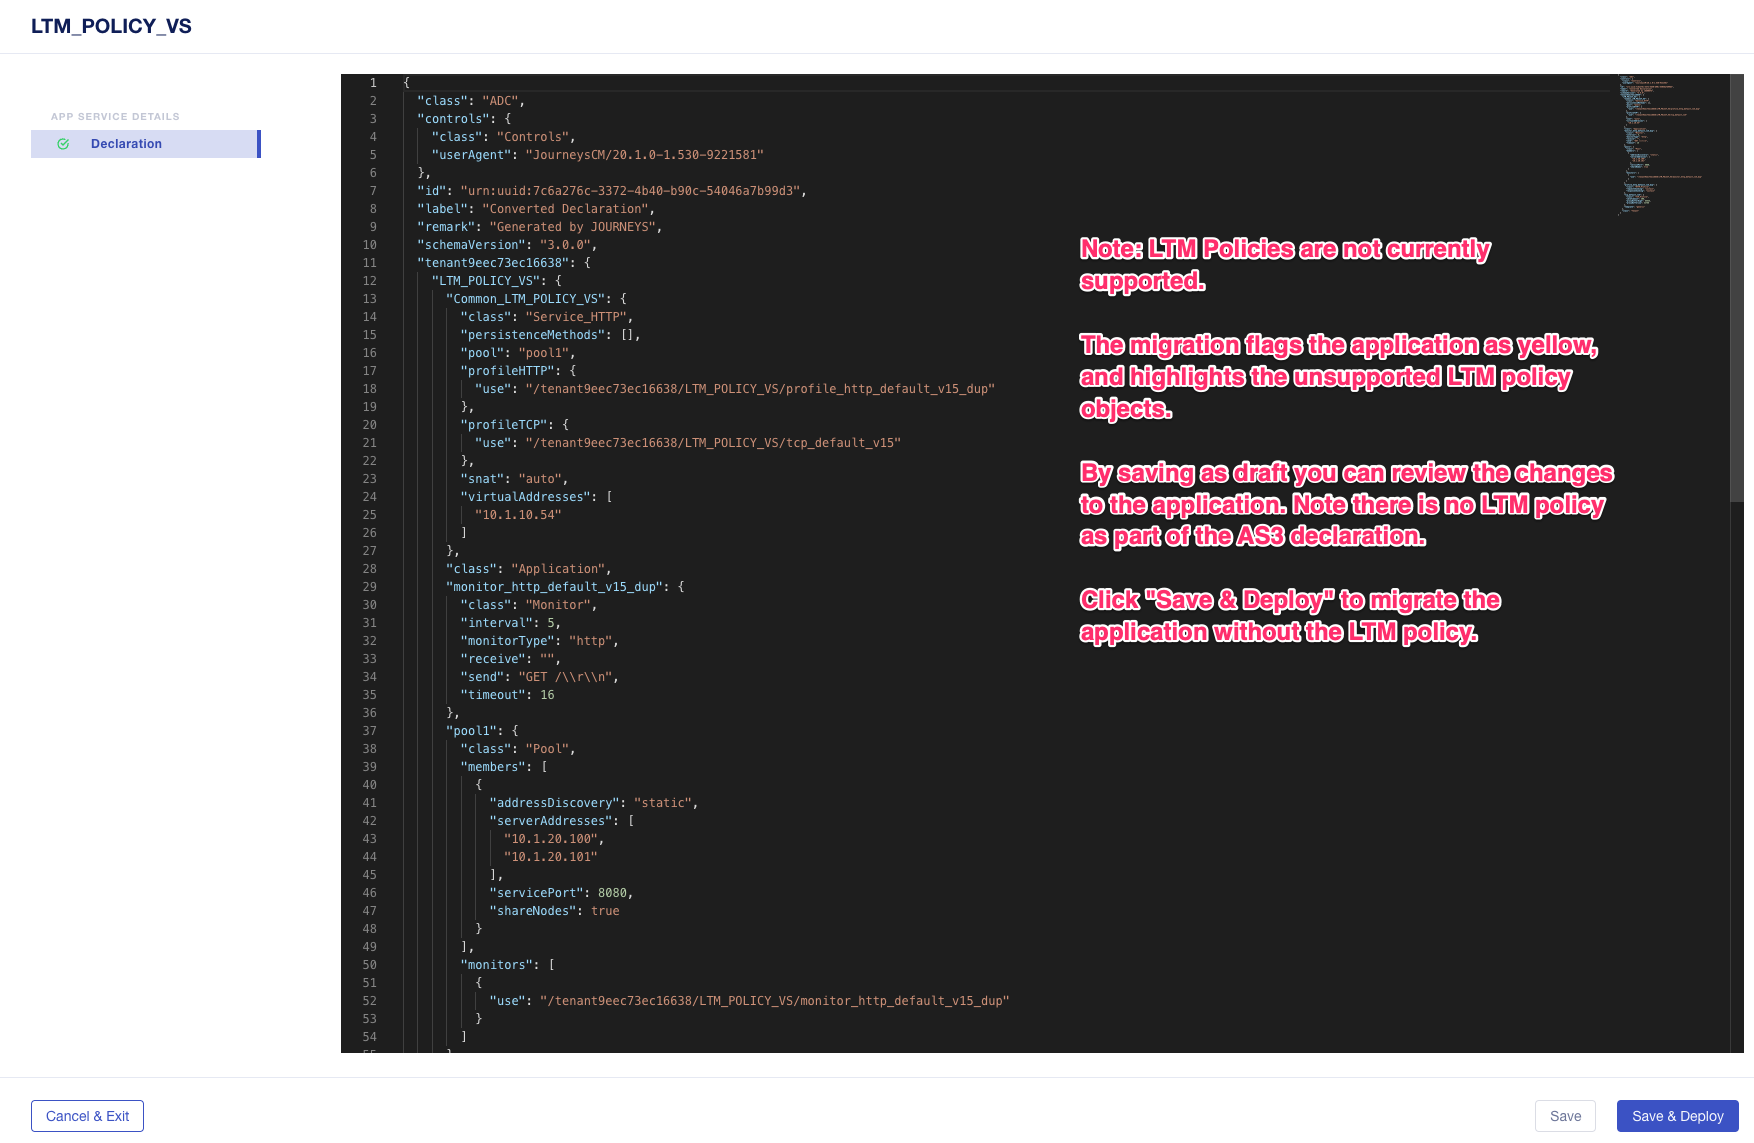 LTM_POLICY_VS
APP SERVICE DETAILS
Declaration
1 {
2 "class": "ADC",
3 "controls": {
4 "class": "Controls",
5 "userAgent": "JourneysCM/20.1.0-1.530-9221581"
6 },
7 "id": "urn:uuid:7c6a276c-3372-4b40-b90c-54046a7b99d3",
8 "label": "Converted Declaration",
9 "remark": "Generated by JOURNEYS",
10 "schemaVersion": "3.0.0",
11 "tenant9eec73ec16638": {
12 "LTM_POLICY_VS": {
13 "Common_LTM_POLICY_VS": {
14 "class": "Service_HTTP",
15 "persistenceMethods": [],
16 "pool": "pool1",
17 "profileHTTP": {
18 "use": "/tenant9eec73ec16638/LTM_POLICY_VS/profile_http_default_v15_dup"
19 },
20 "profileTCP": {
21 "use": "/tenant9eec73ec16638/LTM_POLICY_VS/tcp_default_v15"
22 },
23 "snat": "auto",
24 "virtualAddresses": [
25 "10.1.10.54"
26 ]
27 },
28 "class": "Application",
29 "monitor_http_default_v15_dup": {
30 "class": "Monitor",
31 "interval": 5,
32 "monitorType": "http",
33 "receive": "",
34 "send": "GET /\\r\\n",
35 "timeout": 16
36 },
37 "pool1": {
38 "class": "Pool",
39 "members": [
40 {
41 "addressDiscovery": "static",
42 "serverAddresses": [
43 "10.1.20.100",
44 "10.1.20.101"
45 ],
46 "servicePort": 8080,
47 "shareNodes": true
48 }
49 ],
50 "monitors": [
51 {
52 "use": "/tenant9eec73ec16638/LTM_POLICY_VS/monitor_http_default_v15_dup"
53 }
54 ]
Note: LTM Policies are not currently
supported.
The migration flags the application as yellow,
and highlights the unsupported LTM policy
objects.
By saving as draft you can review the changes
to the application. Note there is no LTM policy
as part of the AS3 declaration.
Click "Save & Deploy" to migrate the
application without the LTM policy.
Cancel & Exit
Save
Save & Deploy